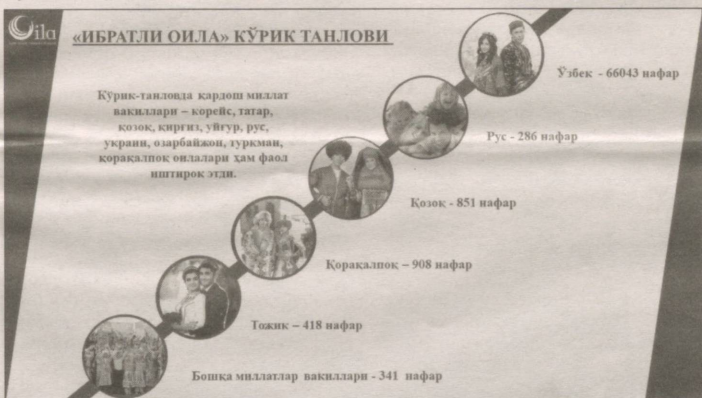 Oila
«ИБРАТЛИ ОИЛА» КЎРИК ТАНЛОВИ
Кўрик-танловда қардош миллат
вакиллари – корейс, татар,
қозоқ, қирғиз, уйғур, рус,
украин, озарбайжон, туркман,
қорақалпоқ оилалари ҳам фаол
иштирок этди.
Ўзбек - 66043 нафар
Рус - 286 нафар
Қозоқ - 851 нафар
Қорақалпоқ – 908 нафар
Тожик – 418 нафар
Бошқа миллатлар вакиллари - 341 нафар